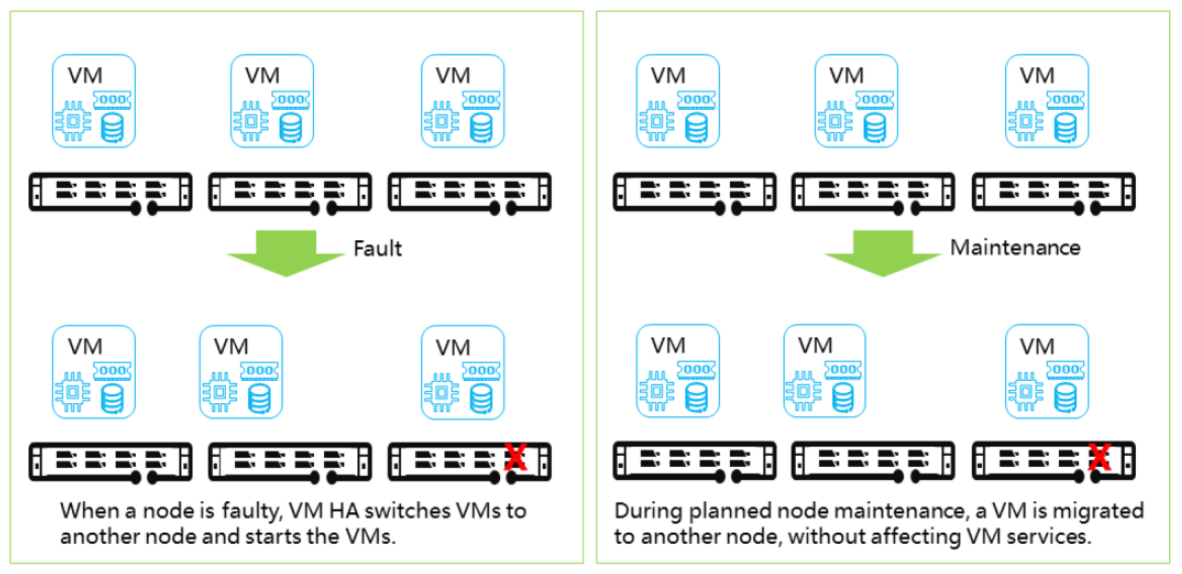 VM
VM
VM
Fault
VM
VM
VM
When a node is faulty, VM HA switches VMs to
another node and starts the VMs.
VM
VM
VM
Maintenance
VM
VM
VM
During planned node maintenance, a VM is migrated
to another node, without affecting VM services.